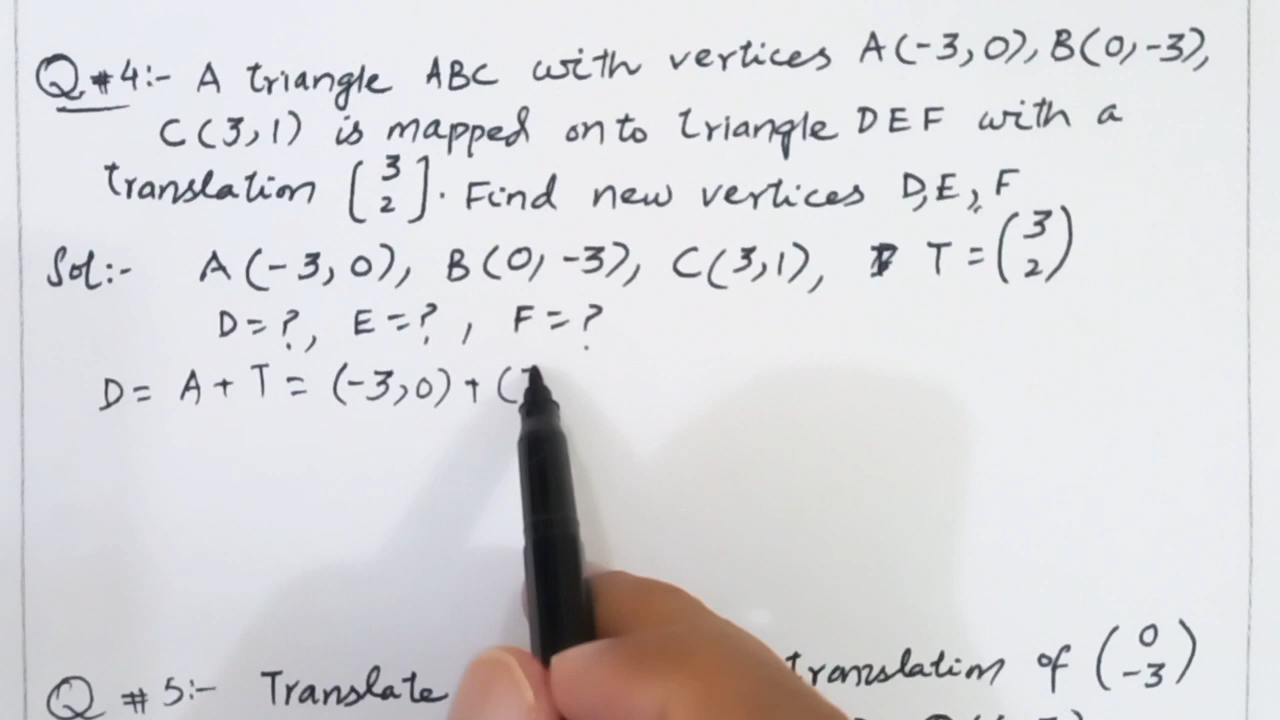 Q#4:- A triangle ABC with vertices A(-3,0), B(0,-3),
C(3,1) is mapped on to triangle DEF with a
translation [3 2]. Find new vertices D,E,F
Sol:- A(-3,0), B(0,-3), C(3,1), T=(3 2)
D=?, E=?, F=?
D= A+T = (-3,0)+(
Q#5:- Translate translation of (0 -3)